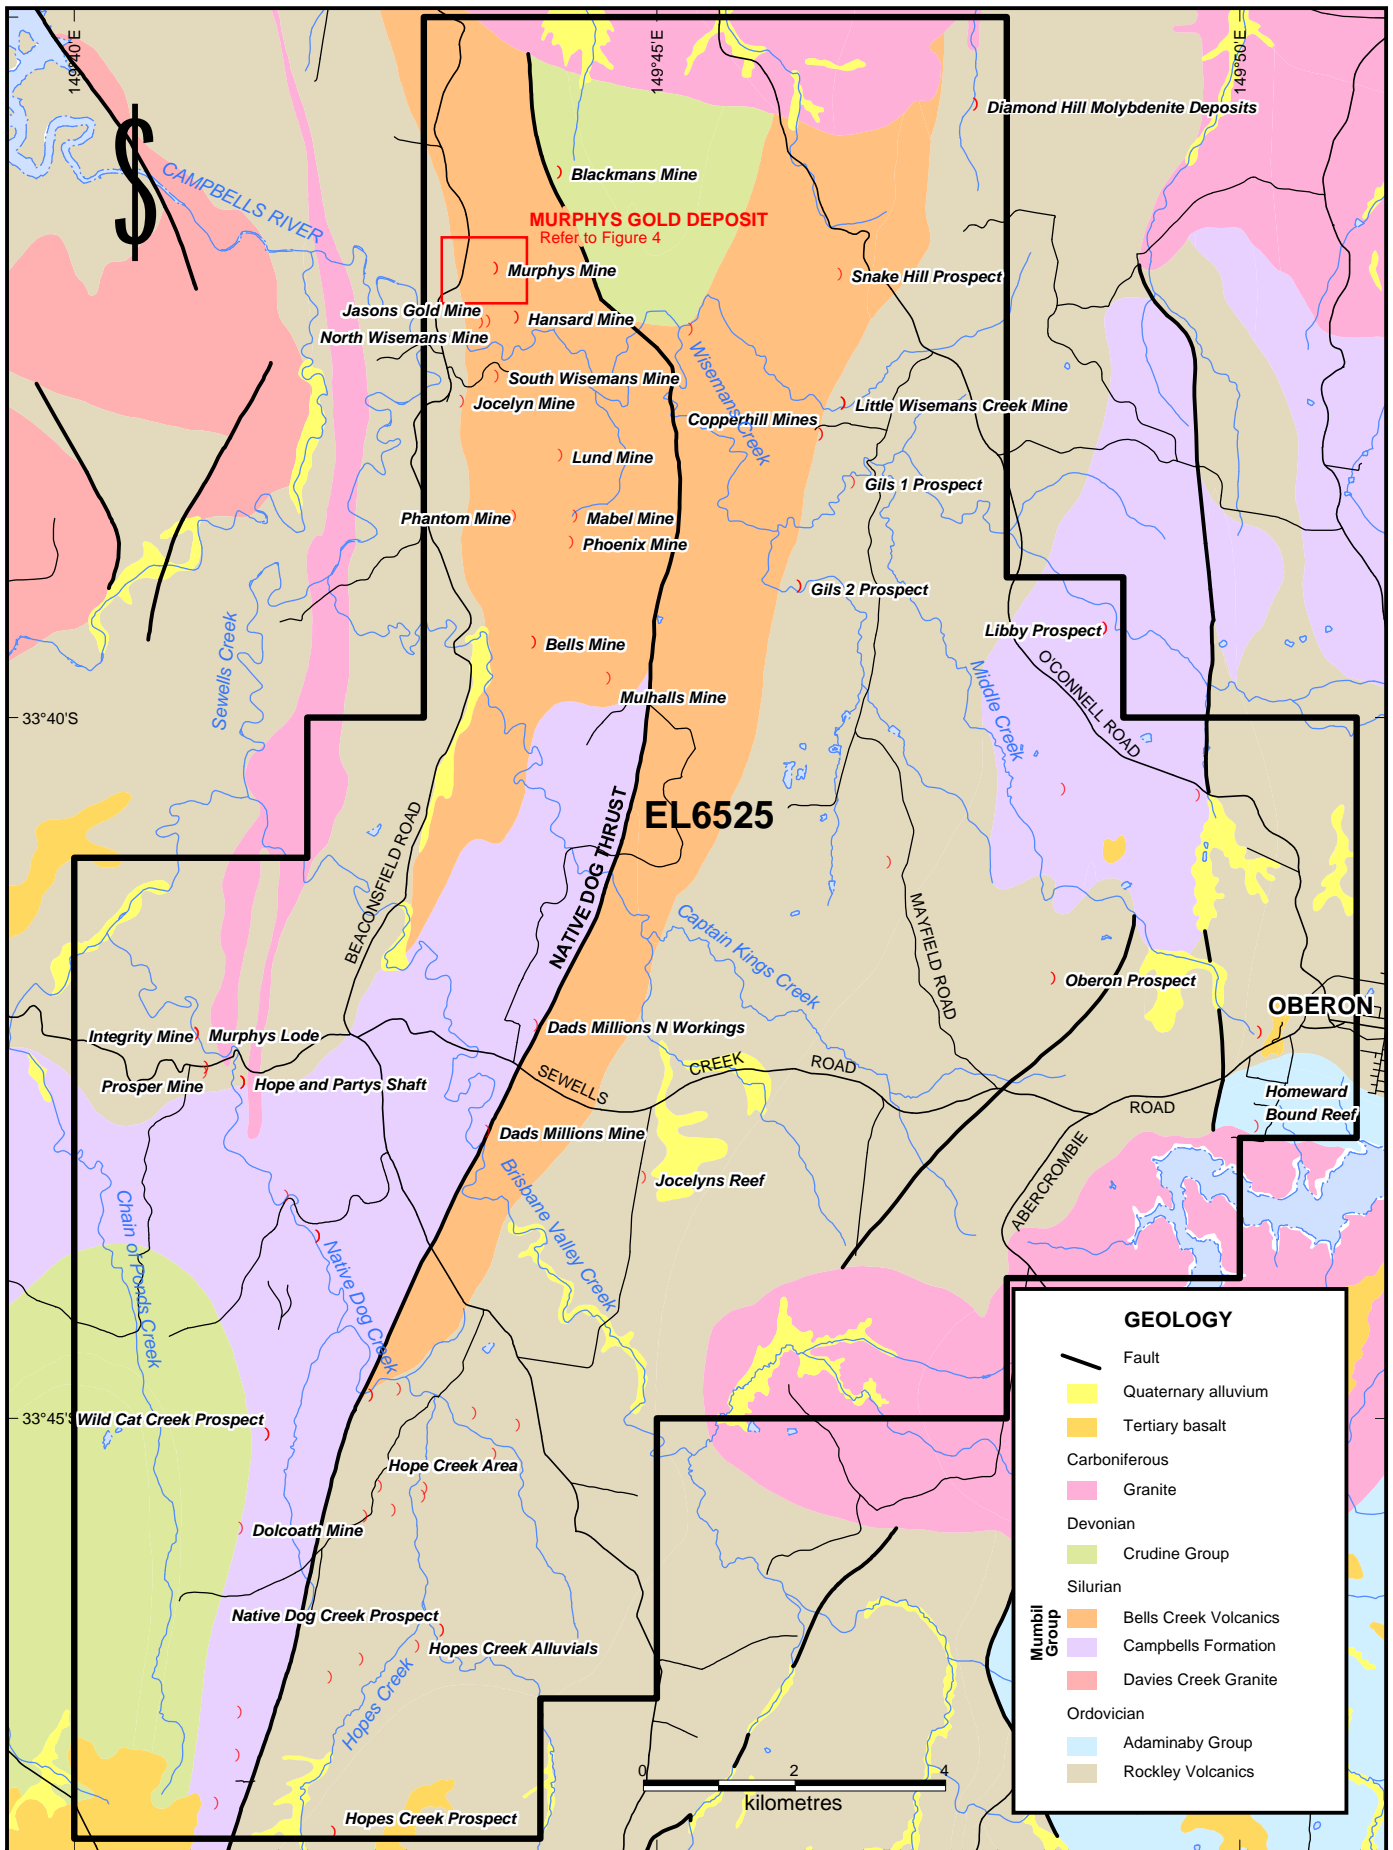 149°40'E
149°45'E
149°50'E
$
CAMPBELLS RIVER
Diamond Hill Molybdenite Deposits
Blackmans Mine
MURPHYS GOLD DEPOSIT
Refer to Figure 4
Murphys Mine
Snake Hill Prospect
Jasons Gold Mine
Hansard Mine
North Wisemans Mine
Wisemans Creek
South Wisemans Mine
Jocelyn Mine
Little Wisemans Creek Mine
Copperhill Mines
Lund Mine
Gils 1 Prospect
Phantom Mine
Mabel Mine
Phoenix Mine
Gils 2 Prospect
Sewells Creek
Libby Prospect
Bells Mine
Middle Creek
O'CONNELL ROAD
Mulhalls Mine
33°40'S
EL6525
BEACONSFIELD ROAD
NATIVE DOG THRUST
MAYFIELD ROAD
Captain Kings Creek
Oberon Prospect
OBERON
Integrity Mine
Murphys Lode
Dads Millions N Workings
Prosper Mine
Hope and Partys Shaft
SEWELLS
CREEK
ROAD
ROAD
Homeward
Bound Reef
Dads Millions Mine
ABERCROMBIE
Jocelyns Reef
Brisbane Valley Creek
Chain of Ponds Creek
Native Dog Creek
33°45'S
Wild Cat Creek Prospect
Hope Creek Area
Dolcoath Mine
Native Dog Creek Prospect
Hopes Creek Alluvials
Hopes Creek
Hopes Creek Prospect
0 2 4
kilometres
GEOLOGY
Fault
Quaternary alluvium
Tertiary basalt
Carboniferous
Granite
Devonian
Crudine Group
Silurian
Mumbil
Group
Bells Creek Volcanics
Campbells Formation
Davies Creek Granite
Ordovician
Adaminaby Group
Rockley Volcanics